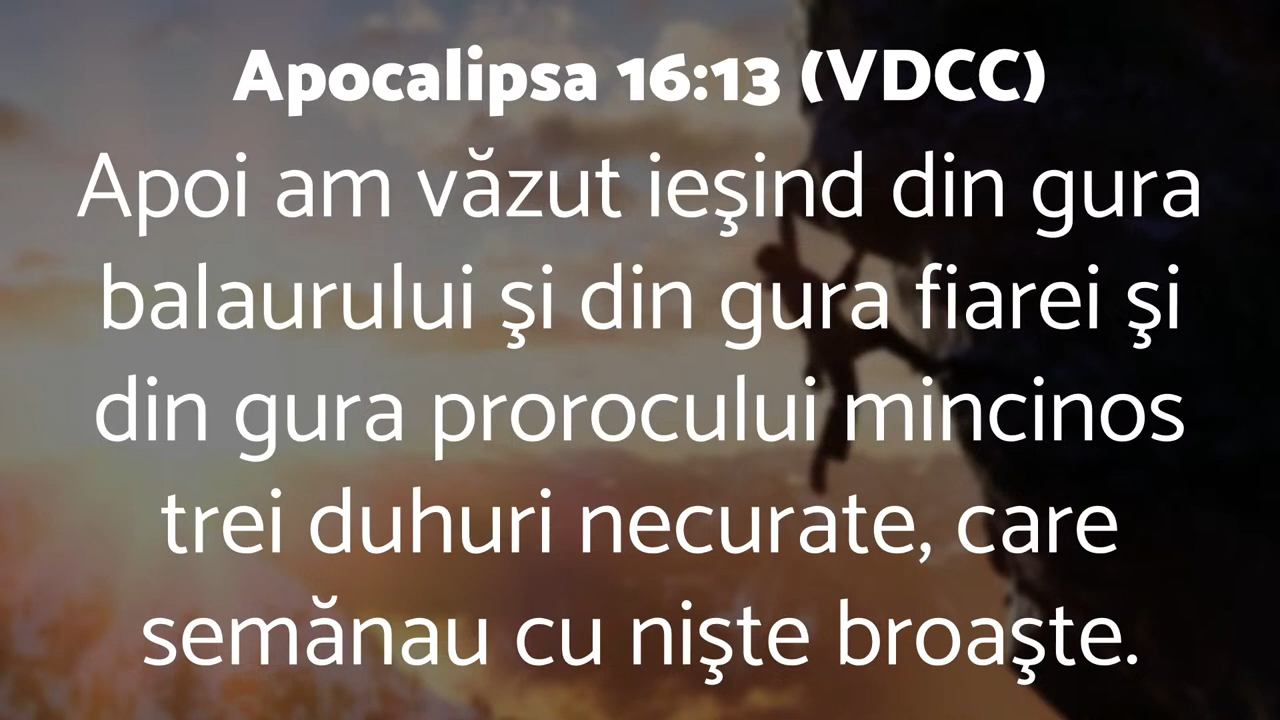 Apocalipsa 16:13 (VDCC)
Apoi am văzut ieşind din gura
balaurului şi din gura fiarei şi
din gura prorocului mincinos
trei duhuri necurate, care
semănau cu nişte broaşte.